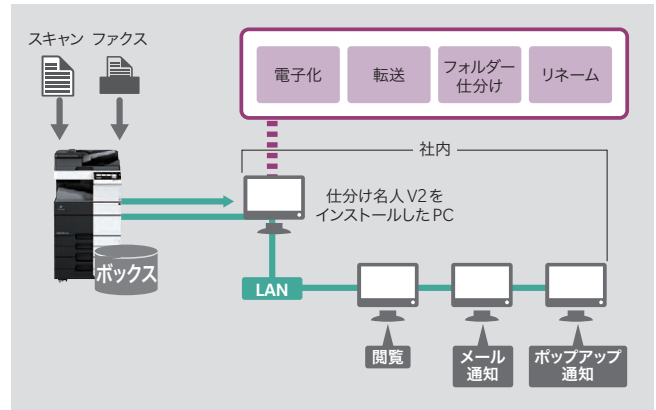 スキャン ファクス
電子化
転送
フォルダー
仕分け
リネーム
社内
仕分け名人V2を
インストールしたPC
ボックス
LAN
閲覧
メール
通知
ポップアップ
通知